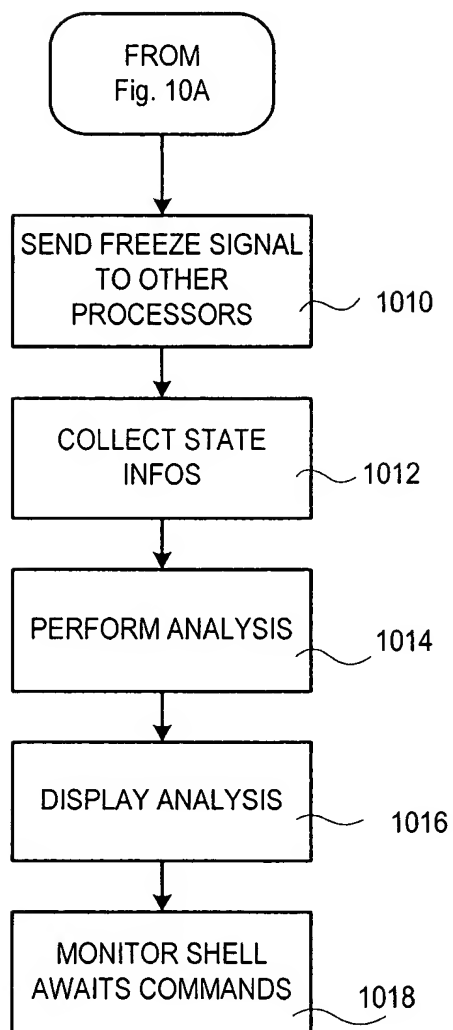 FROM
Fig. 10A
SEND FREEZE SIGNAL
TO OTHER
PROCESSORS
1010
COLLECT STATE
INFOS
1012
PERFORM ANALYSIS
1014
DISPLAY ANALYSIS
1016
MONITOR SHELL
AWAITS COMMANDS
1018